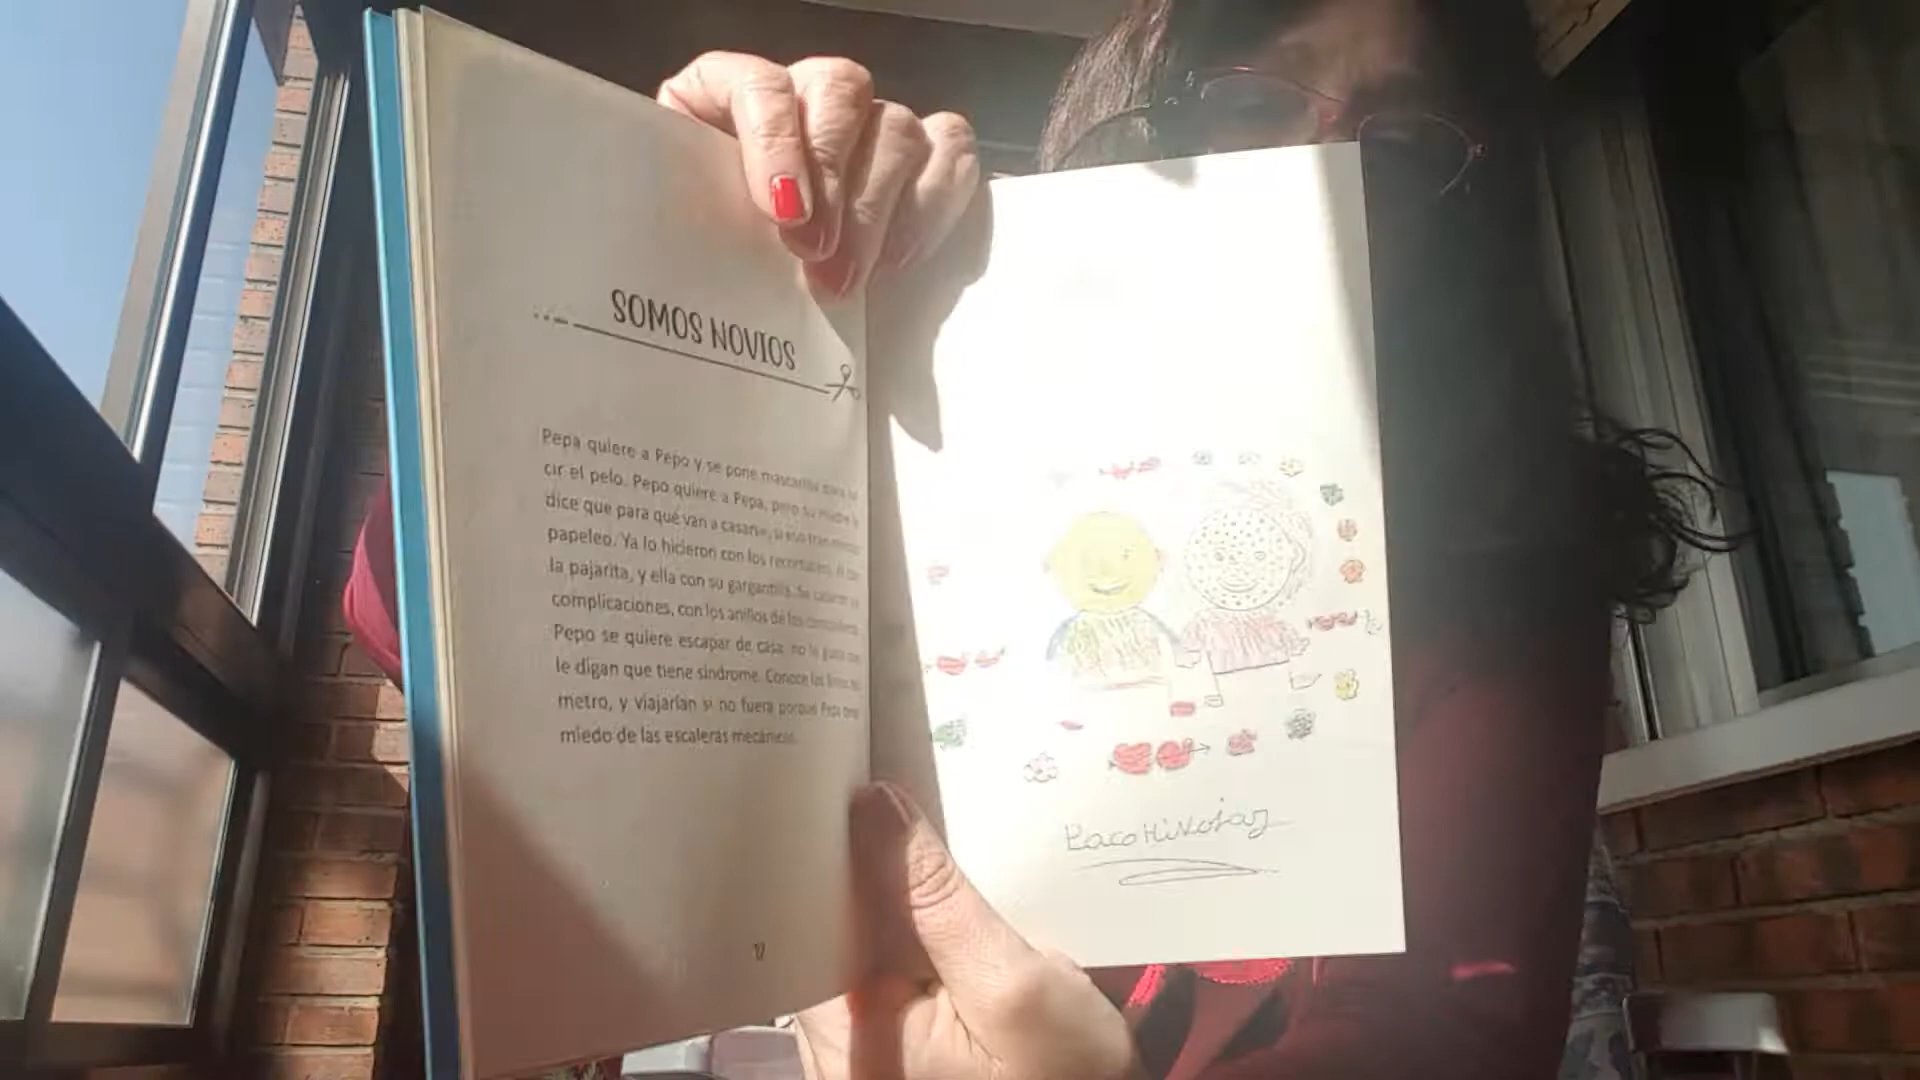 SOMOS NOVIOS
Pepa quiere a Pepo y se pone mascarilla para lu
cir el pelo. Pepo quiere a Pepa, pero su madre le
dice que para qué van a casarse, si eso trae mucho
papeleo. Ya lo hicieron con los recortables. Él con
la pajarita, y ella con su gargantilla. Se casaron sin
complicaciones, con los anillos de los
Pepo se quiere escapar de casa: no le gusta que
le digan que tiene síndrome. Conoce las líneas de
metro, y viajarían si no fuera porque Pepa tiene
miedo de las escaleras mecánicas.
17
Paco Hinojaz